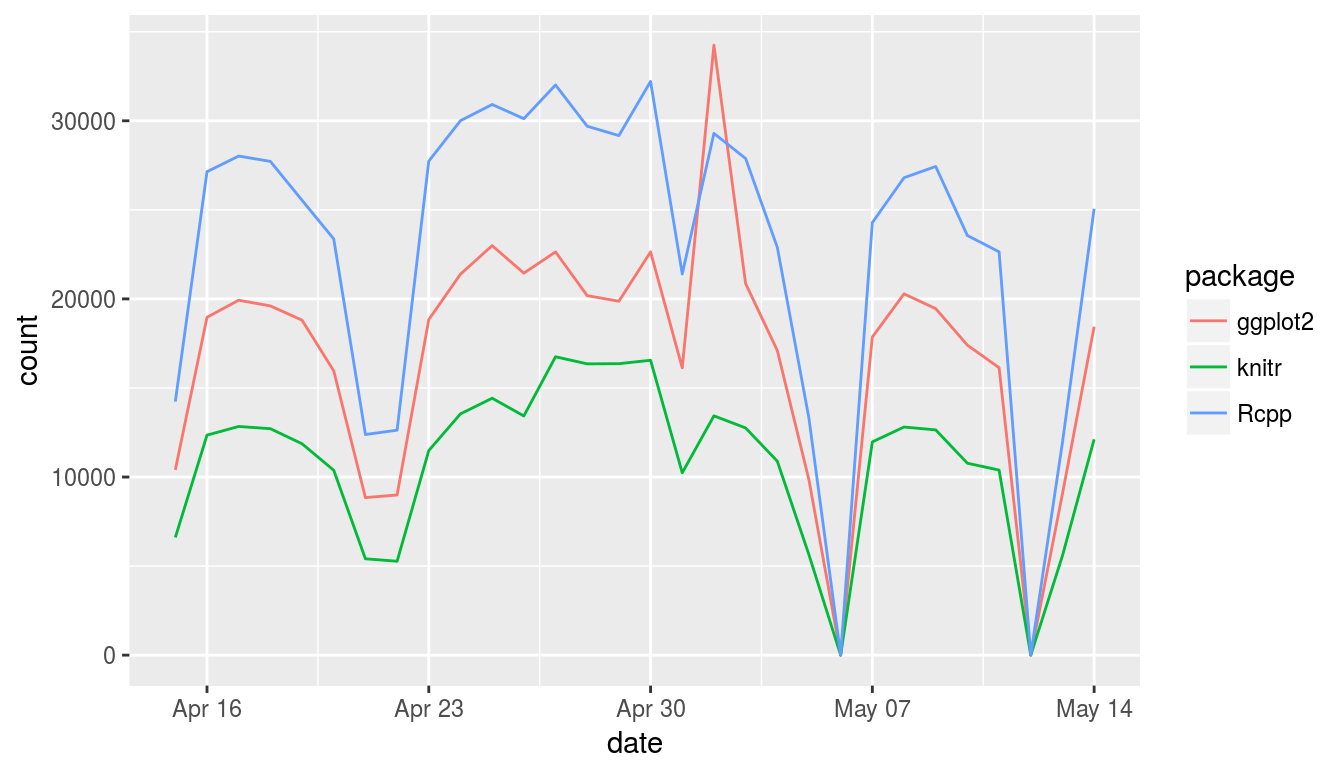 30000
20000
10000
0
count
Apr 16
Apr 23
Apr 30
May 07
May 14
date
package
ggplot2
knitr
Rcpp